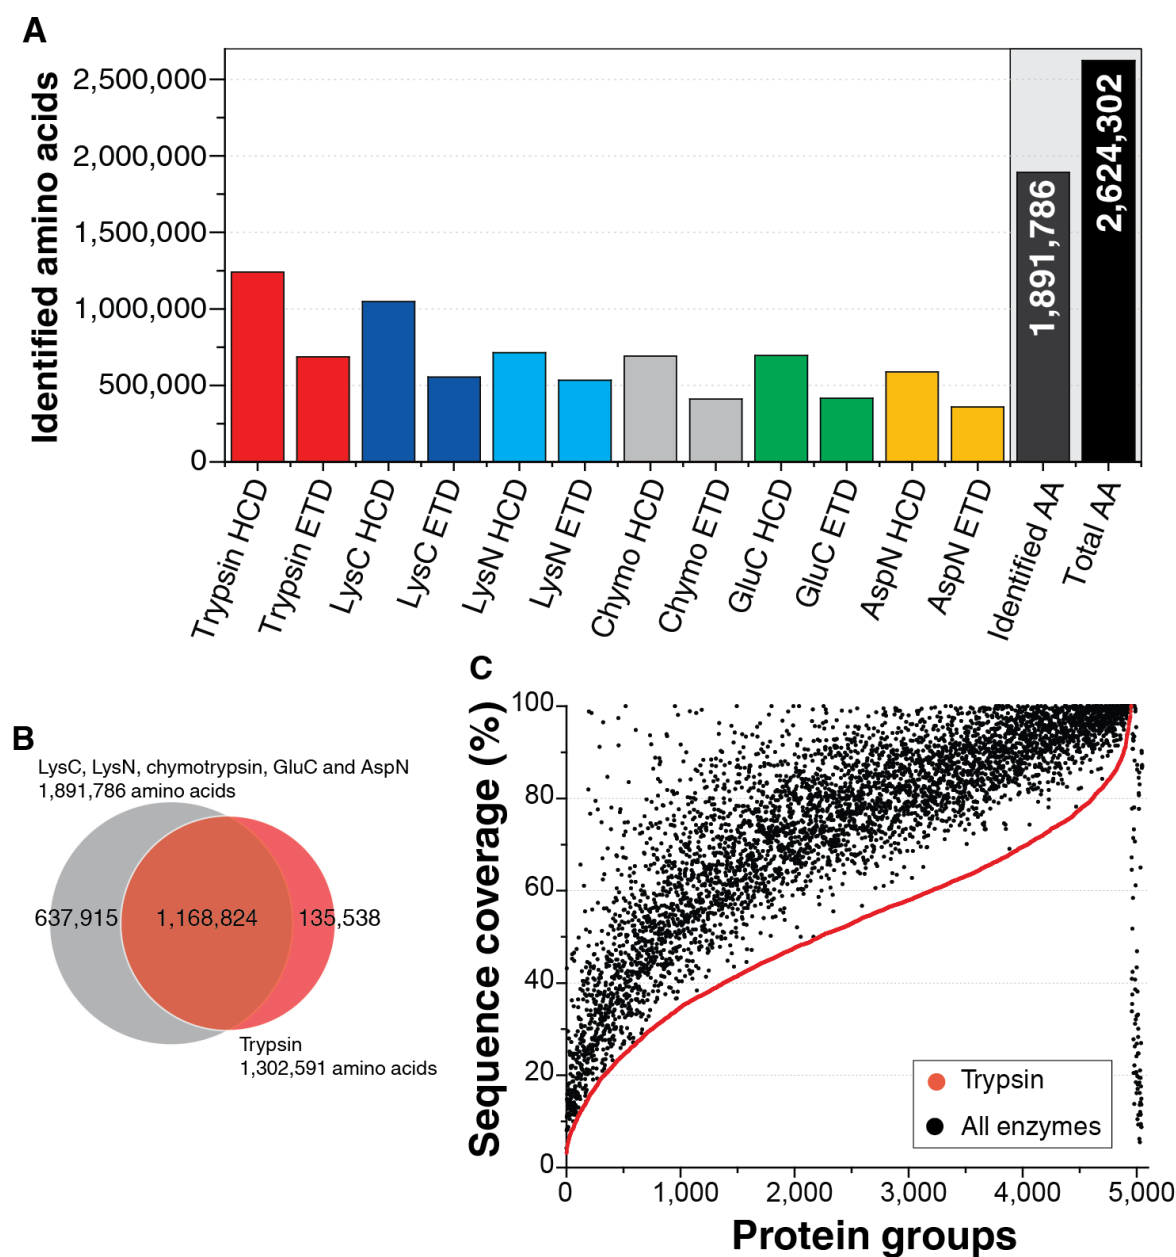 A
Identified amino acids
2,500,000
2,000,000
1,500,000
1,000,000
500,000
0
1,891,786
2,624,302
Trypsin HCD
Trypsin ETD
LysC HCD
LysC ETD
LysN HCD
LysN ETD
Chymo HCD
Chymo ETD
GluC HCD
GluC ETD
AspN HCD
AspN ETD
Identified AA
Total AA
B
LysC, LysN, chymotrypsin, GluC and AspN
1,891,786 amino acids
637,915
1,168,824
135,538
Trypsin
1,302,591 amino acids
C
Sequence coverage (%)
100
80
60
40
20
0
Trypsin
All enzymes
0
1,000
2,000
3,000
4,000
5,000
Protein groups